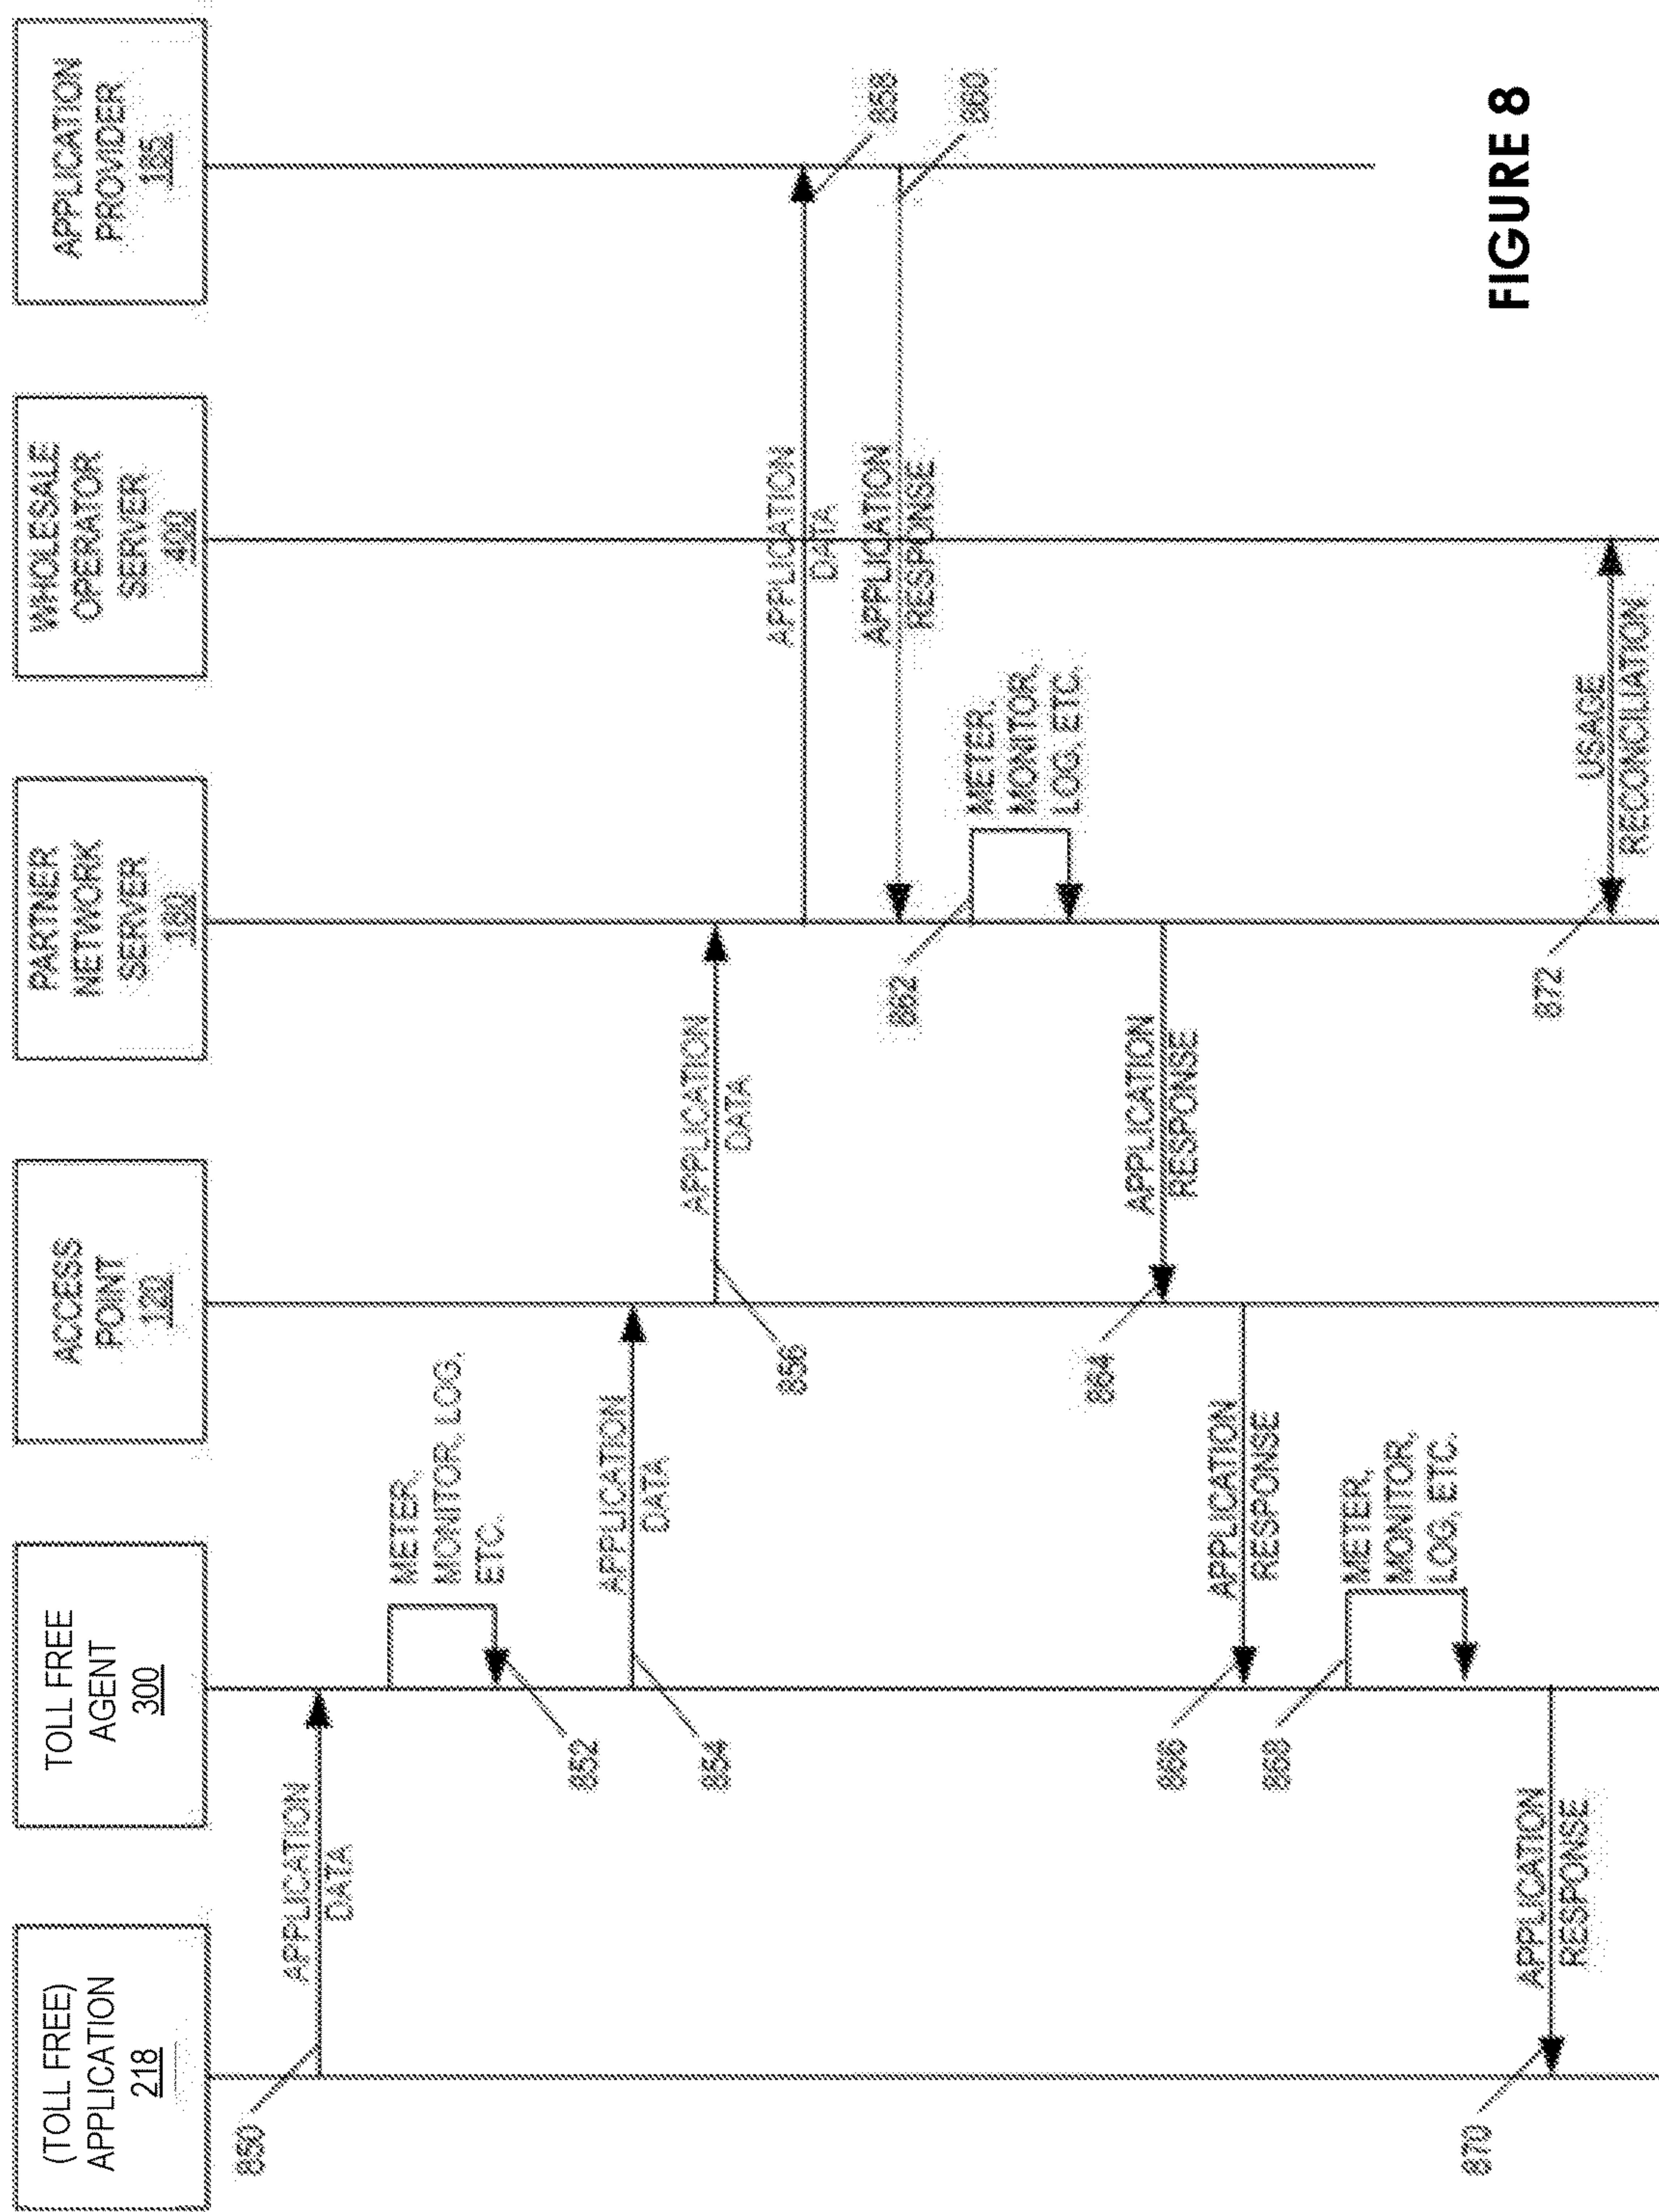 (TOLL FREE)
APPLICATION
218
TOLL FREE
AGENT
300
ACCESS
POINT
120
PARTNER
NETWORK
SERVER
180
WHOLESALE
OPERATOR
SERVER
400
APPLICATION
PROVIDER
185
850
APPLICATION
DATA
METER,
MONITOR, LOG,
ETC.
852
APPLICATION
DATA
854
APPLICATION
DATA
856
APPLICATION
DATA
858
APPLICATION
RESPONSE
860
METER,
MONITOR,
LOG, ETC.
862
APPLICATION
RESPONSE
864
APPLICATION
RESPONSE
866
METER,
MONITOR,
LOG, ETC.
868
APPLICATION
RESPONSE
870
USAGE
RECONCILIATION
872
FIGURE 8